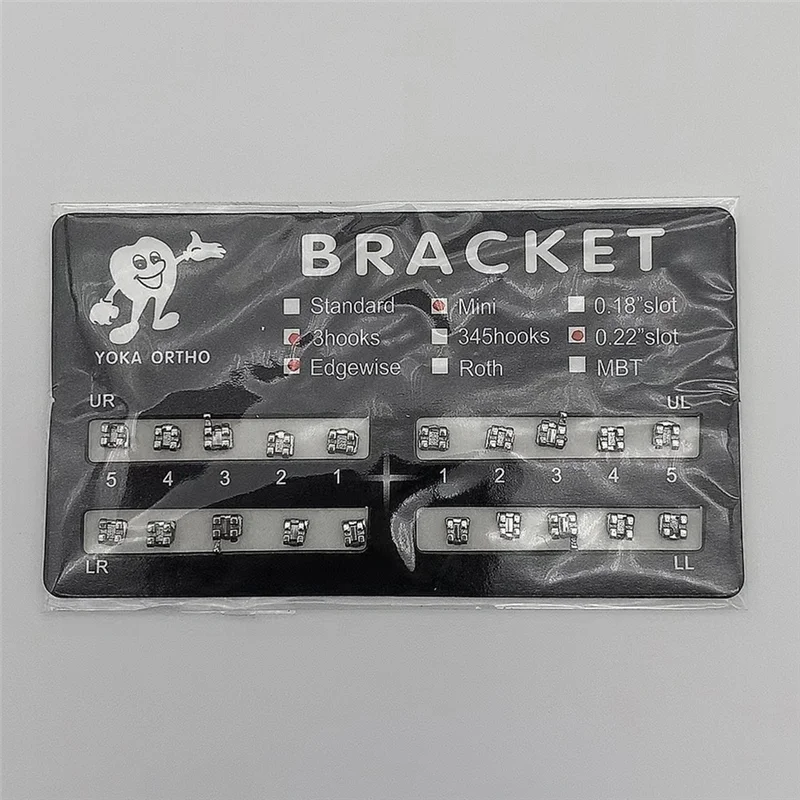 BRACKET
Standard Mini 0.18"slot
3hooks 345hooks 0.22"slot
Edgewise Roth MBT
YOKA ORTHO
UR UL
5 4 3 2 1 1 2 3 4 5
LR LL